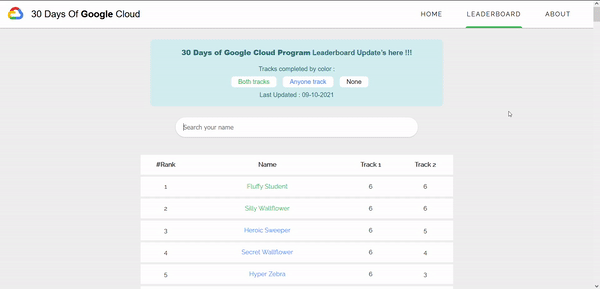 30 Days Of Google Cloud
HOME LEADERBOARD ABOUT
30 Days of Google Cloud Program Leaderboard Update's here !!!
Tracks completed by color :
Both tracks Anyone track None
Last Updated : 09-10-2021
Search your name
#Rank Name Track 1 Track 2
1 Fluffy Student 6 6
2 Silly Wallflower 6 6
3 Heroic Sweeper 6 5
4 Secret Wallflower 6 4
5 Hyper Zebra 6 3